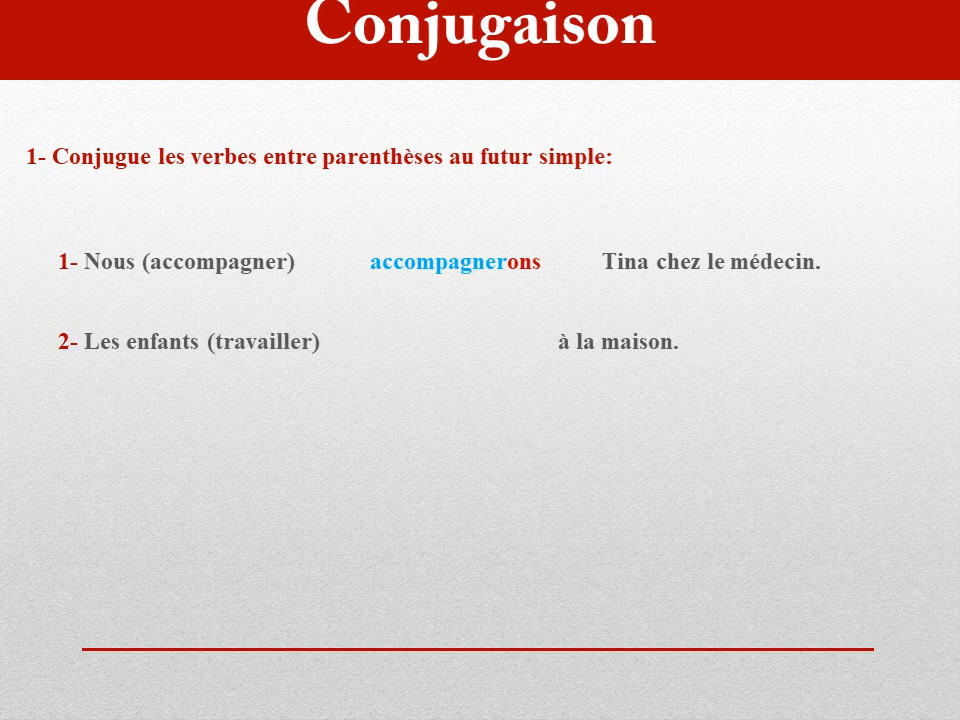 Conjugaison
1- Conjugue les verbes entre parenthèses au futur simple:
1- Nous (accompagner) accompagnerons Tina chez le médecin.
2- Les enfants (travailler) à la maison.